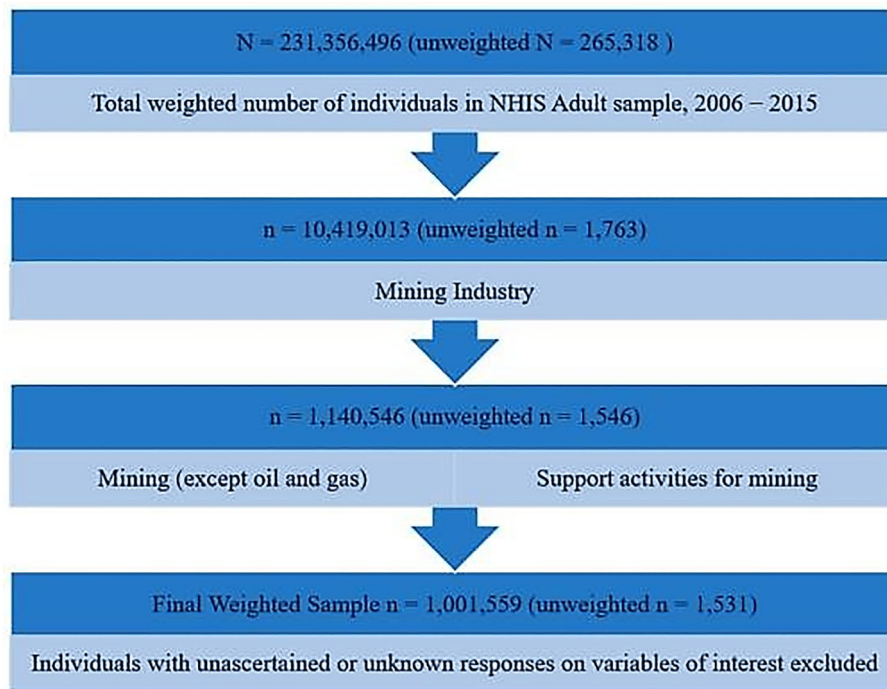 N = 231,356,496 (unweighted N = 265,318 )
Total weighted number of individuals in NHIS Adult sample, 2006 – 2015
n = 10,419,013 (unweighted n = 1,763)
Mining Industry
n = 1,140,546 (unweighted n = 1,546)
Mining (except oil and gas)
Support activities for mining
Final Weighted Sample n = 1,001,559 (unweighted n = 1,531)
Individuals with unascertained or unknown responses on variables of interest excluded